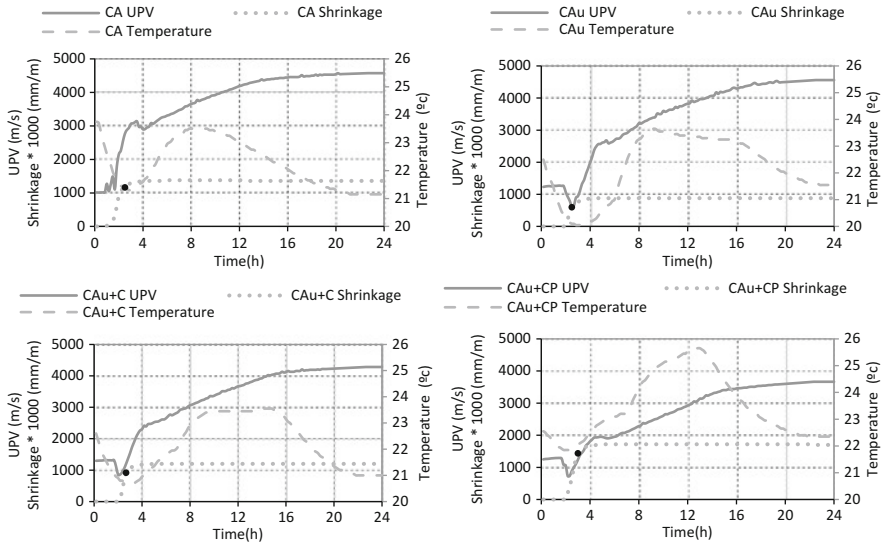 CA UPV CA Shrinkage
CA Temperature
UPV (m/s)
Shrinkage * 1000 (mm/m)
5000
4000
3000
2000
1000
0
26
25
24
23
22
21
20
Temperature (ºc)
0 4 8 12 16 20 24
Time(h)
CAu UPV CAu Shrinkage
CAu Temperature
UPV (m/s)
Shrinkage * 1000 (mm/m)
5000
4000
3000
2000
1000
0
26
25
24
23
22
21
20
Temperature (ºc)
0 4 8 12 16 20 24
Time(h)
CAu+C UPV CAu+C Shrinkage
CAu+C Temperature
UPV (m/s)
Shrinkage * 1000 (mm/m)
5000
4000
3000
2000
1000
0
26
25
24
23
22
21
20
Temperature (ºc)
0 4 8 12 16 20 24
Time(h)
CAu+CP UPV CAu+CP Shrinkage
CAu+CP Temperature
UPV (m/s)
Shrinkage * 1000 (mm/m)
5000
4000
3000
2000
1000
0
26
25
24
23
22
21
20
Temperature (ºc)
0 4 8 12 16 20 24
Time(h)